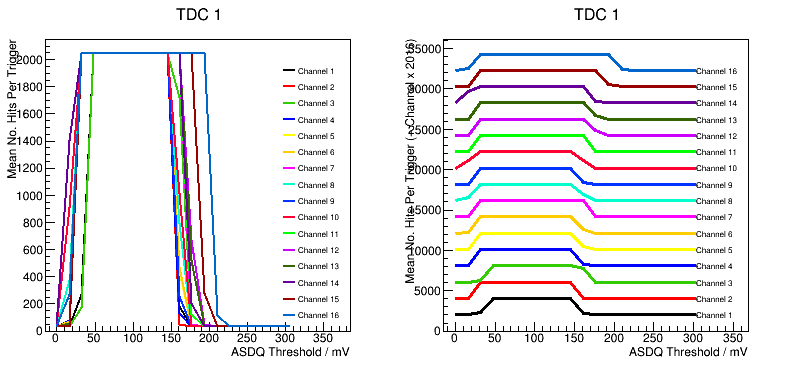 TDC 1
Mean No. Hits Per Trigger
2000
1800
1600
1400
1200
1000
800
600
400
200
0
0 50 100 150 200 250 300 350
ASDQ Threshold / mV
Channel 1
Channel 2
Channel 3
Channel 4
Channel 5
Channel 6
Channel 7
Channel 8
Channel 9
Channel 10
Channel 11
Channel 12
Channel 13
Channel 14
Channel 15
Channel 16
TDC 1
Mean No. Hits Per Trigger (+ Channel x 2016)
35000
30000
25000
20000
15000
10000
5000
0
0 50 100 150 200 250 300 350
ASDQ Threshold / mV
Channel 16
Channel 15
Channel 14
Channel 13
Channel 12
Channel 11
Channel 10
Channel 9
Channel 8
Channel 7
Channel 6
Channel 5
Channel 4
Channel 3
Channel 2
Channel 1